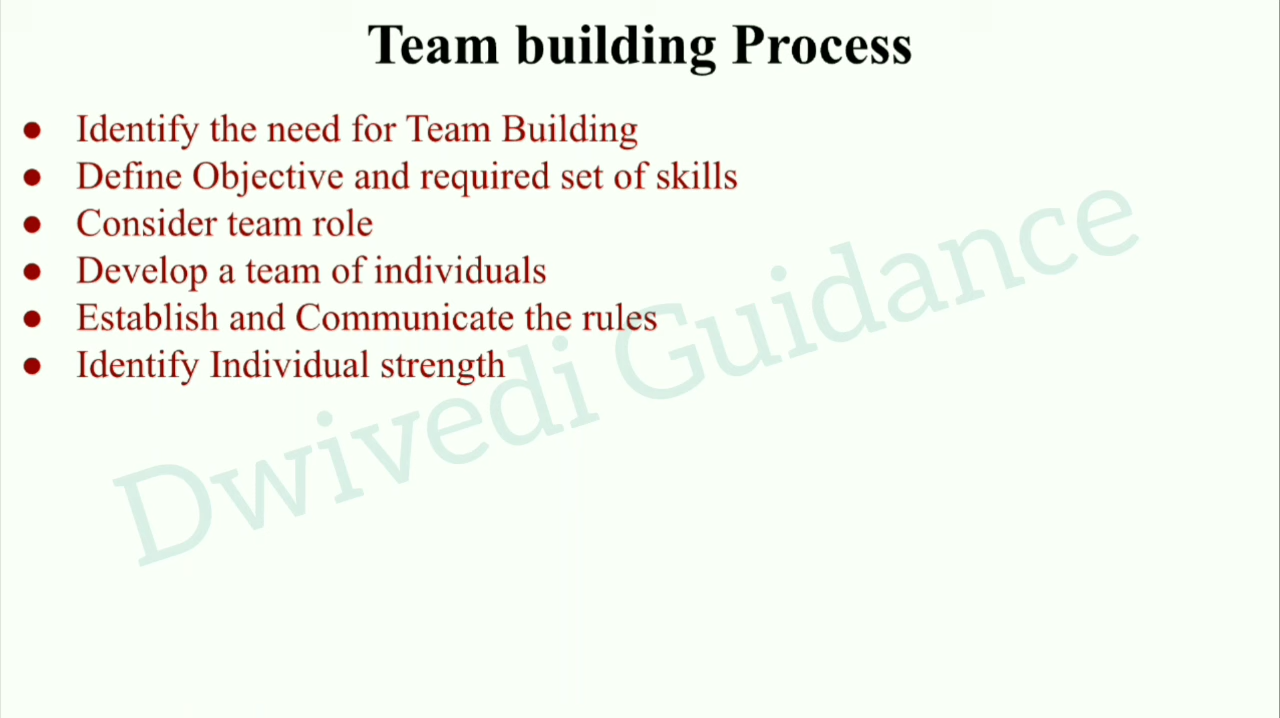 Team building Process
● Identify the need for Team Building
● Define Objective and required set of skills
● Consider team role
● Develop a team of individuals
● Establish and Communicate the rules
● Identify Individual strength
Dwivedi Guidance